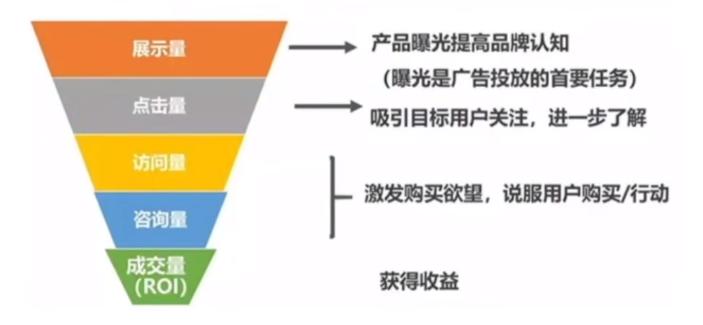 展示量
产品曝光提高品牌认知
（曝光是广告投放的首要任务）
点击量
吸引目标用户关注，进一步了解
访问量
激发购买欲望，说服用户购买/行动
咨询量
成交量
（ROI）
获得收益